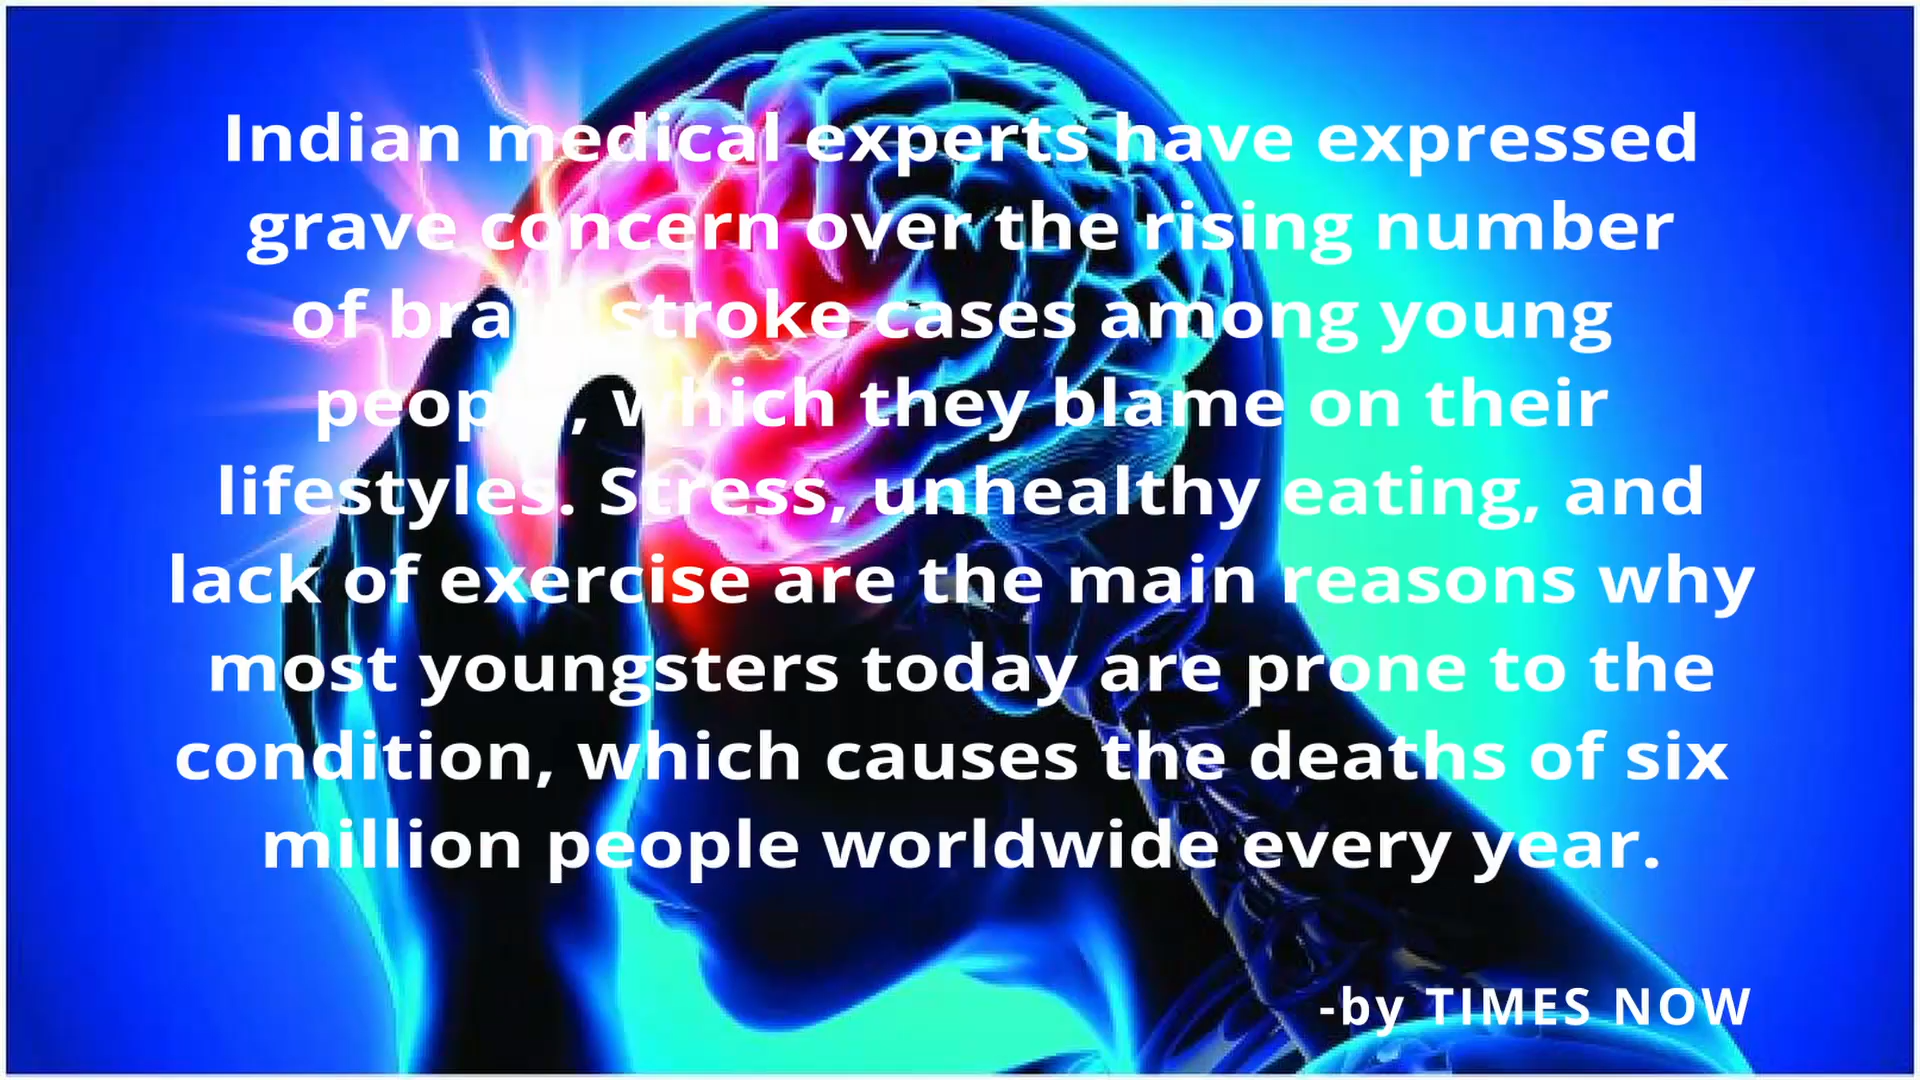 Indian medical experts have expressed
grave concern over the rising number
of brain stroke cases among young
people, which they blame on their
lifestyles. Stress, unhealthy eating, and
lack of exercise are the main reasons why
most youngsters today are prone to the
condition, which causes the deaths of six
million people worldwide every year.
-by TIMES NOW